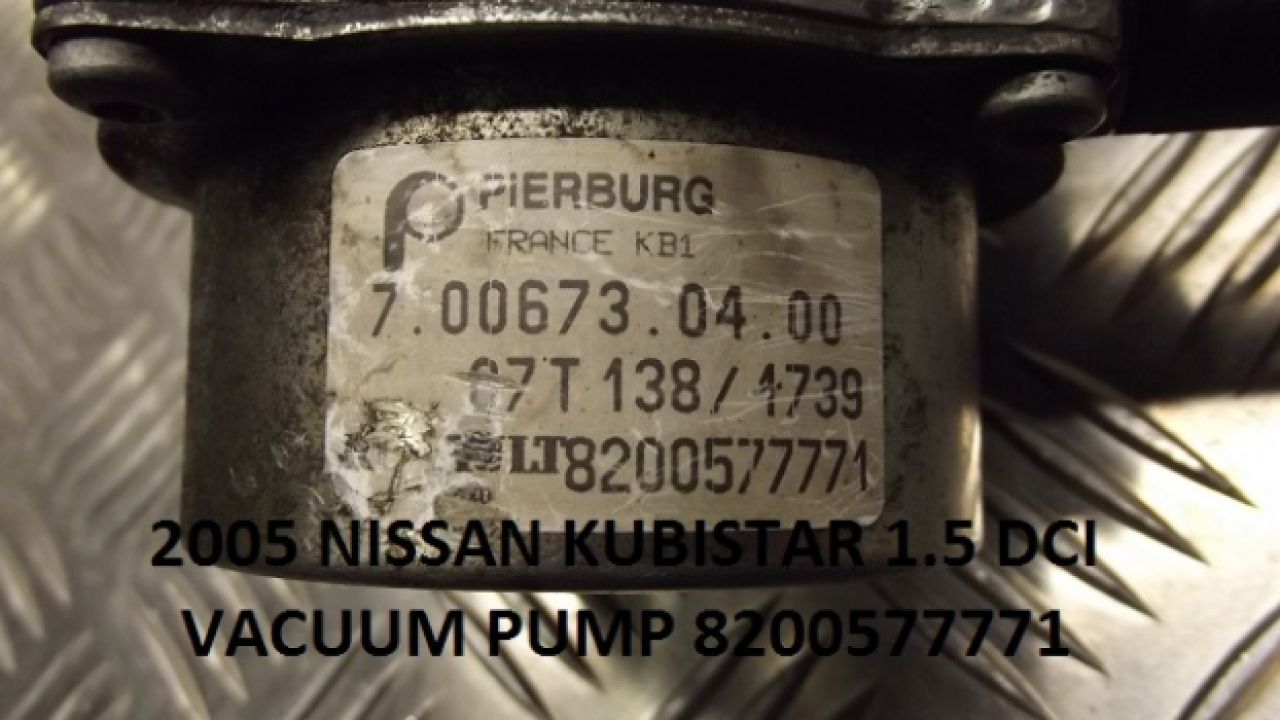 PIERBURG
FRANCE KB1
7.00673.04.00
07T 138/1739
8200577771
2005 NISSAN KUBISTAR 1.5 DCI
VACUUM PUMP 8200577771